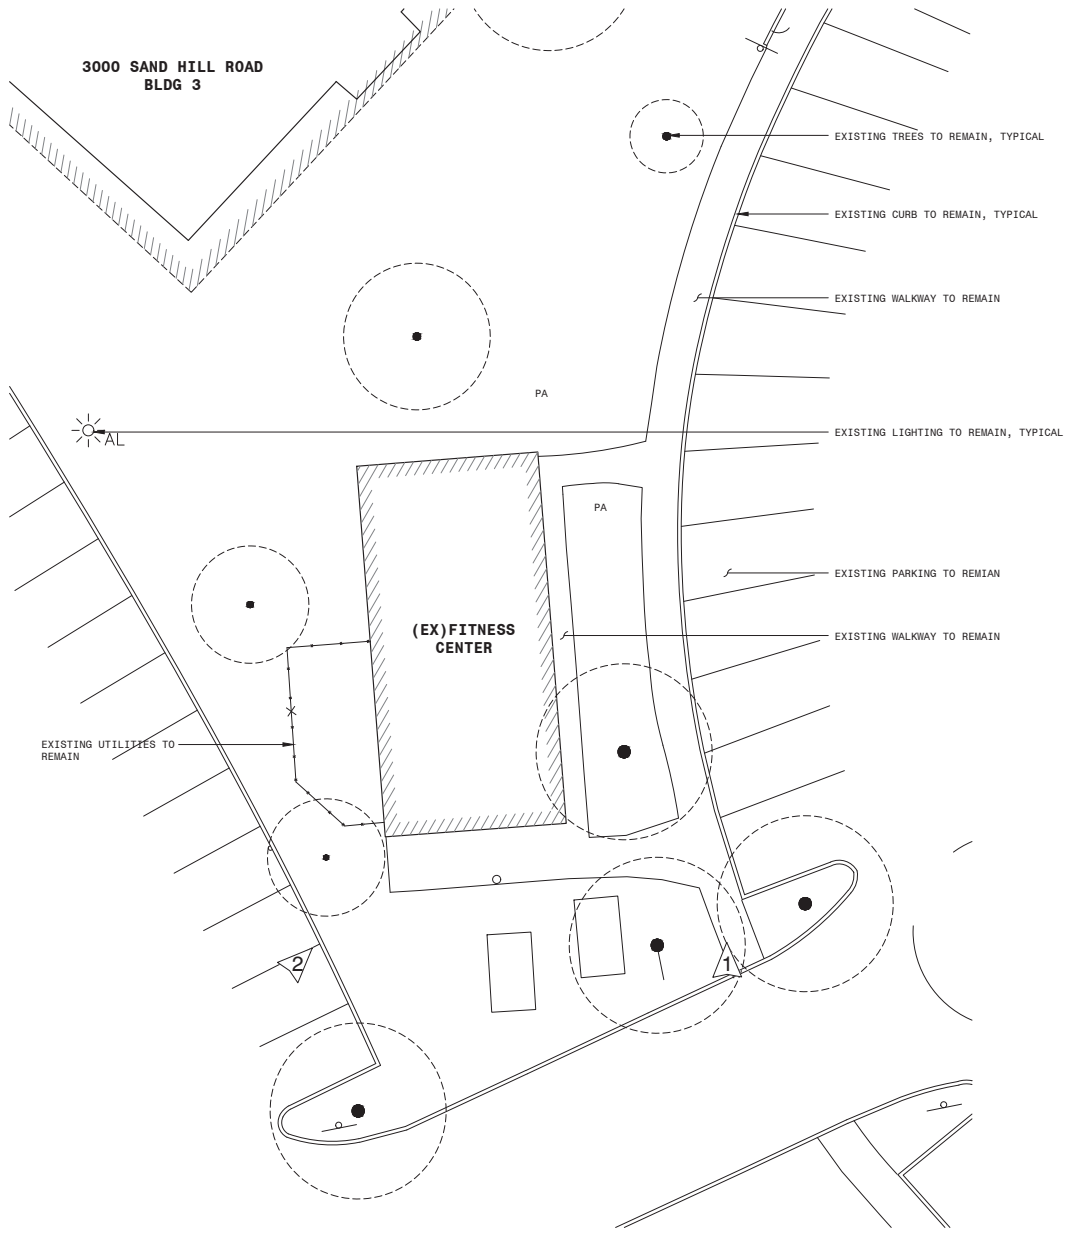 3000 SAND HILL ROAD
BLDG 3
EXISTING TREES TO REMAIN, TYPICAL
EXISTING CURB TO REMAIN, TYPICAL
EXISTING WALKWAY TO REMAIN
PA
AL
EXISTING LIGHTING TO REMAIN, TYPICAL
PA
EXISTING PARKING TO REMIAN
(EX)FITNESS
CENTER
EXISTING WALKWAY TO REMAIN
EXISTING UTILITIES TO
REMAIN
2
1